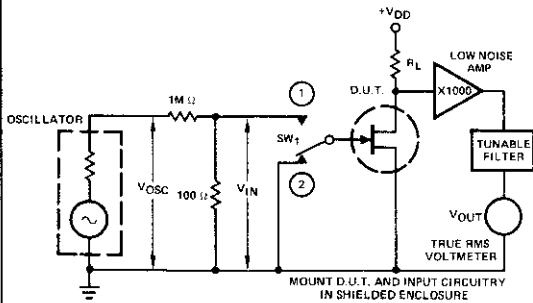 +VDD
RL
LOW NOISE
AMP
D.U.T.
X1000
1M Ω
1
OSCILLATOR
SW1
TUNABLE
FILTER
VOSC
100 Ω
VIN
2
VOUT
TRUE RMS
VOLTMETER
MOUNT D.U.T. AND INPUT CIRCUITRY
IN SHIELDED ENCLOSURE